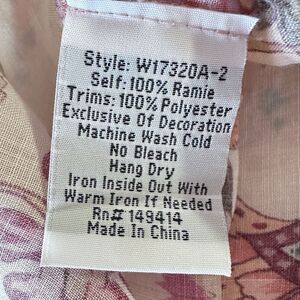 Style: W17320A-2
Self: 100% Ramie
Trims: 100% Polyester
Exclusive Of Decoration
Machine Wash Cold
No Bleach
Hang Dry
Iron Inside Out With
Warm Iron If Needed
Rn# 149414
Made In China